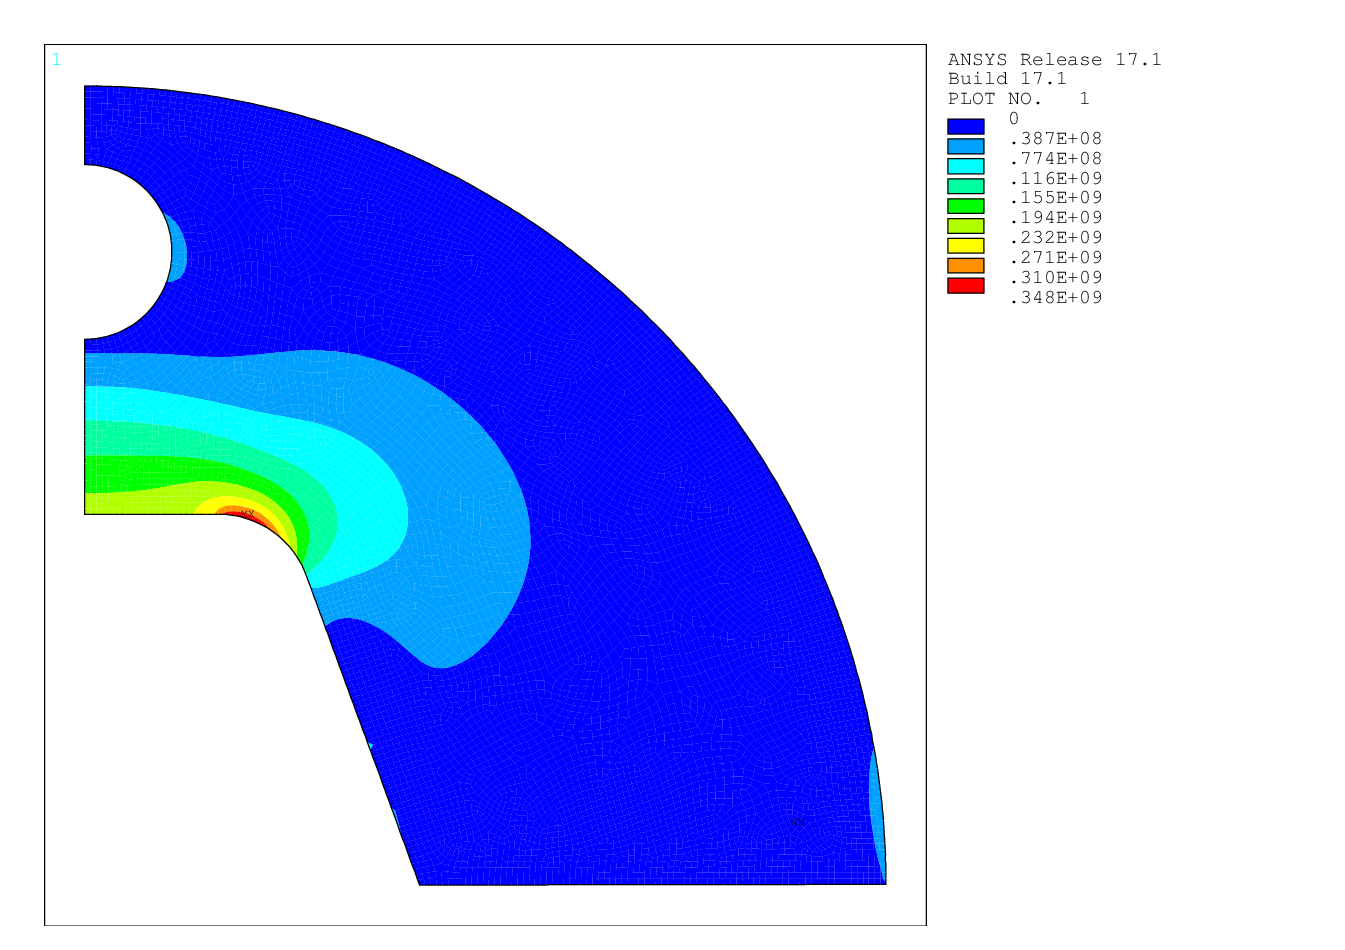 1
ANSYS Release 17.1
Build 17.1
PLOT NO. 1
0
.387E+08
.774E+08
.116E+09
.155E+09
.194E+09
.232E+09
.271E+09
.310E+09
.348E+09
MX